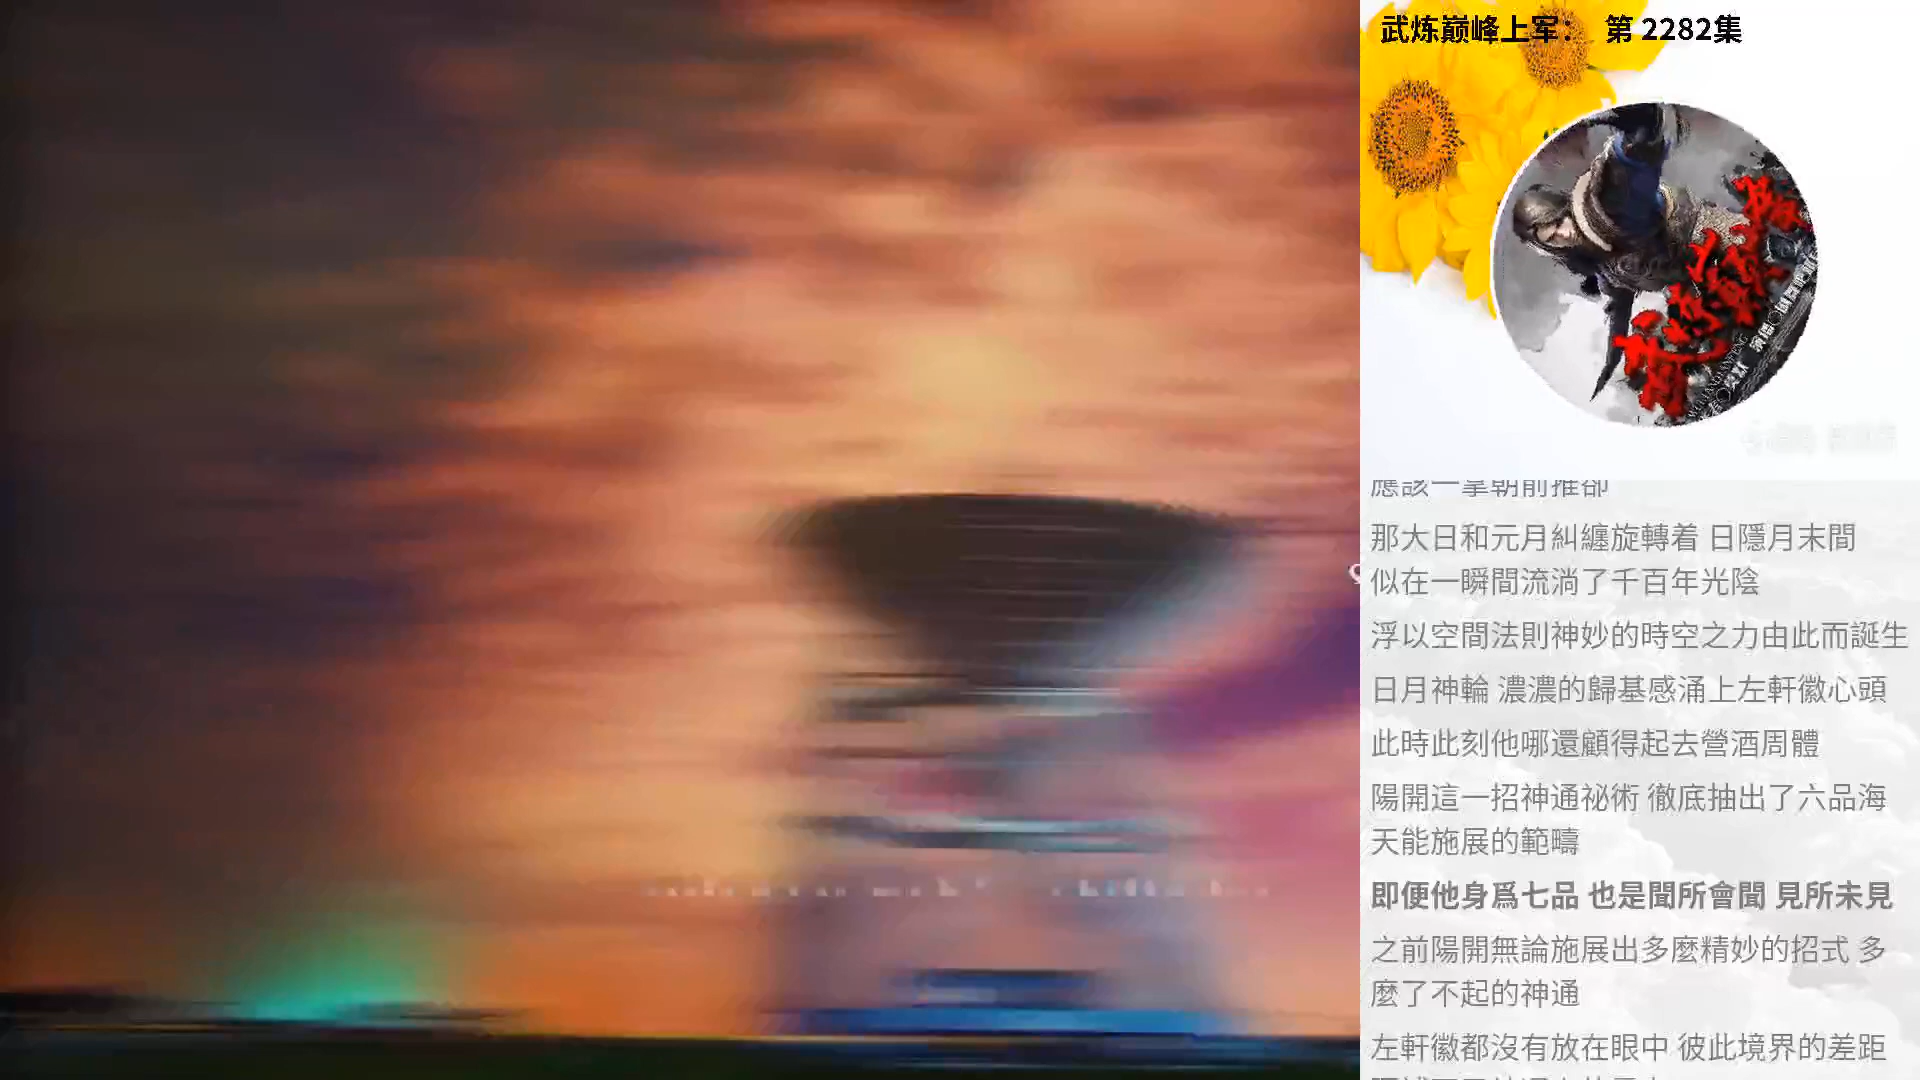 武炼巅峰上军： 第 2282集
應該一掌朝前推卻
那大日和元月糾纏旋轉着 日隱月末間
似在一瞬間流淌了千百年光陰
浮以空間法則神妙的時空之力由此而誕生
日月神輪 濃濃的歸基感涌上左軒徽心頭
此時此刻他哪還顧得起去營酒周體
陽開這一招神通祕術 徹底抽出了六品海
天能施展的範疇
即便他身爲七品 也是聞所會聞 見所未見
之前陽開無論施展出多麼精妙的招式 多
麼了不起的神通
左軒徽都沒有放在眼中 彼此境界的差距